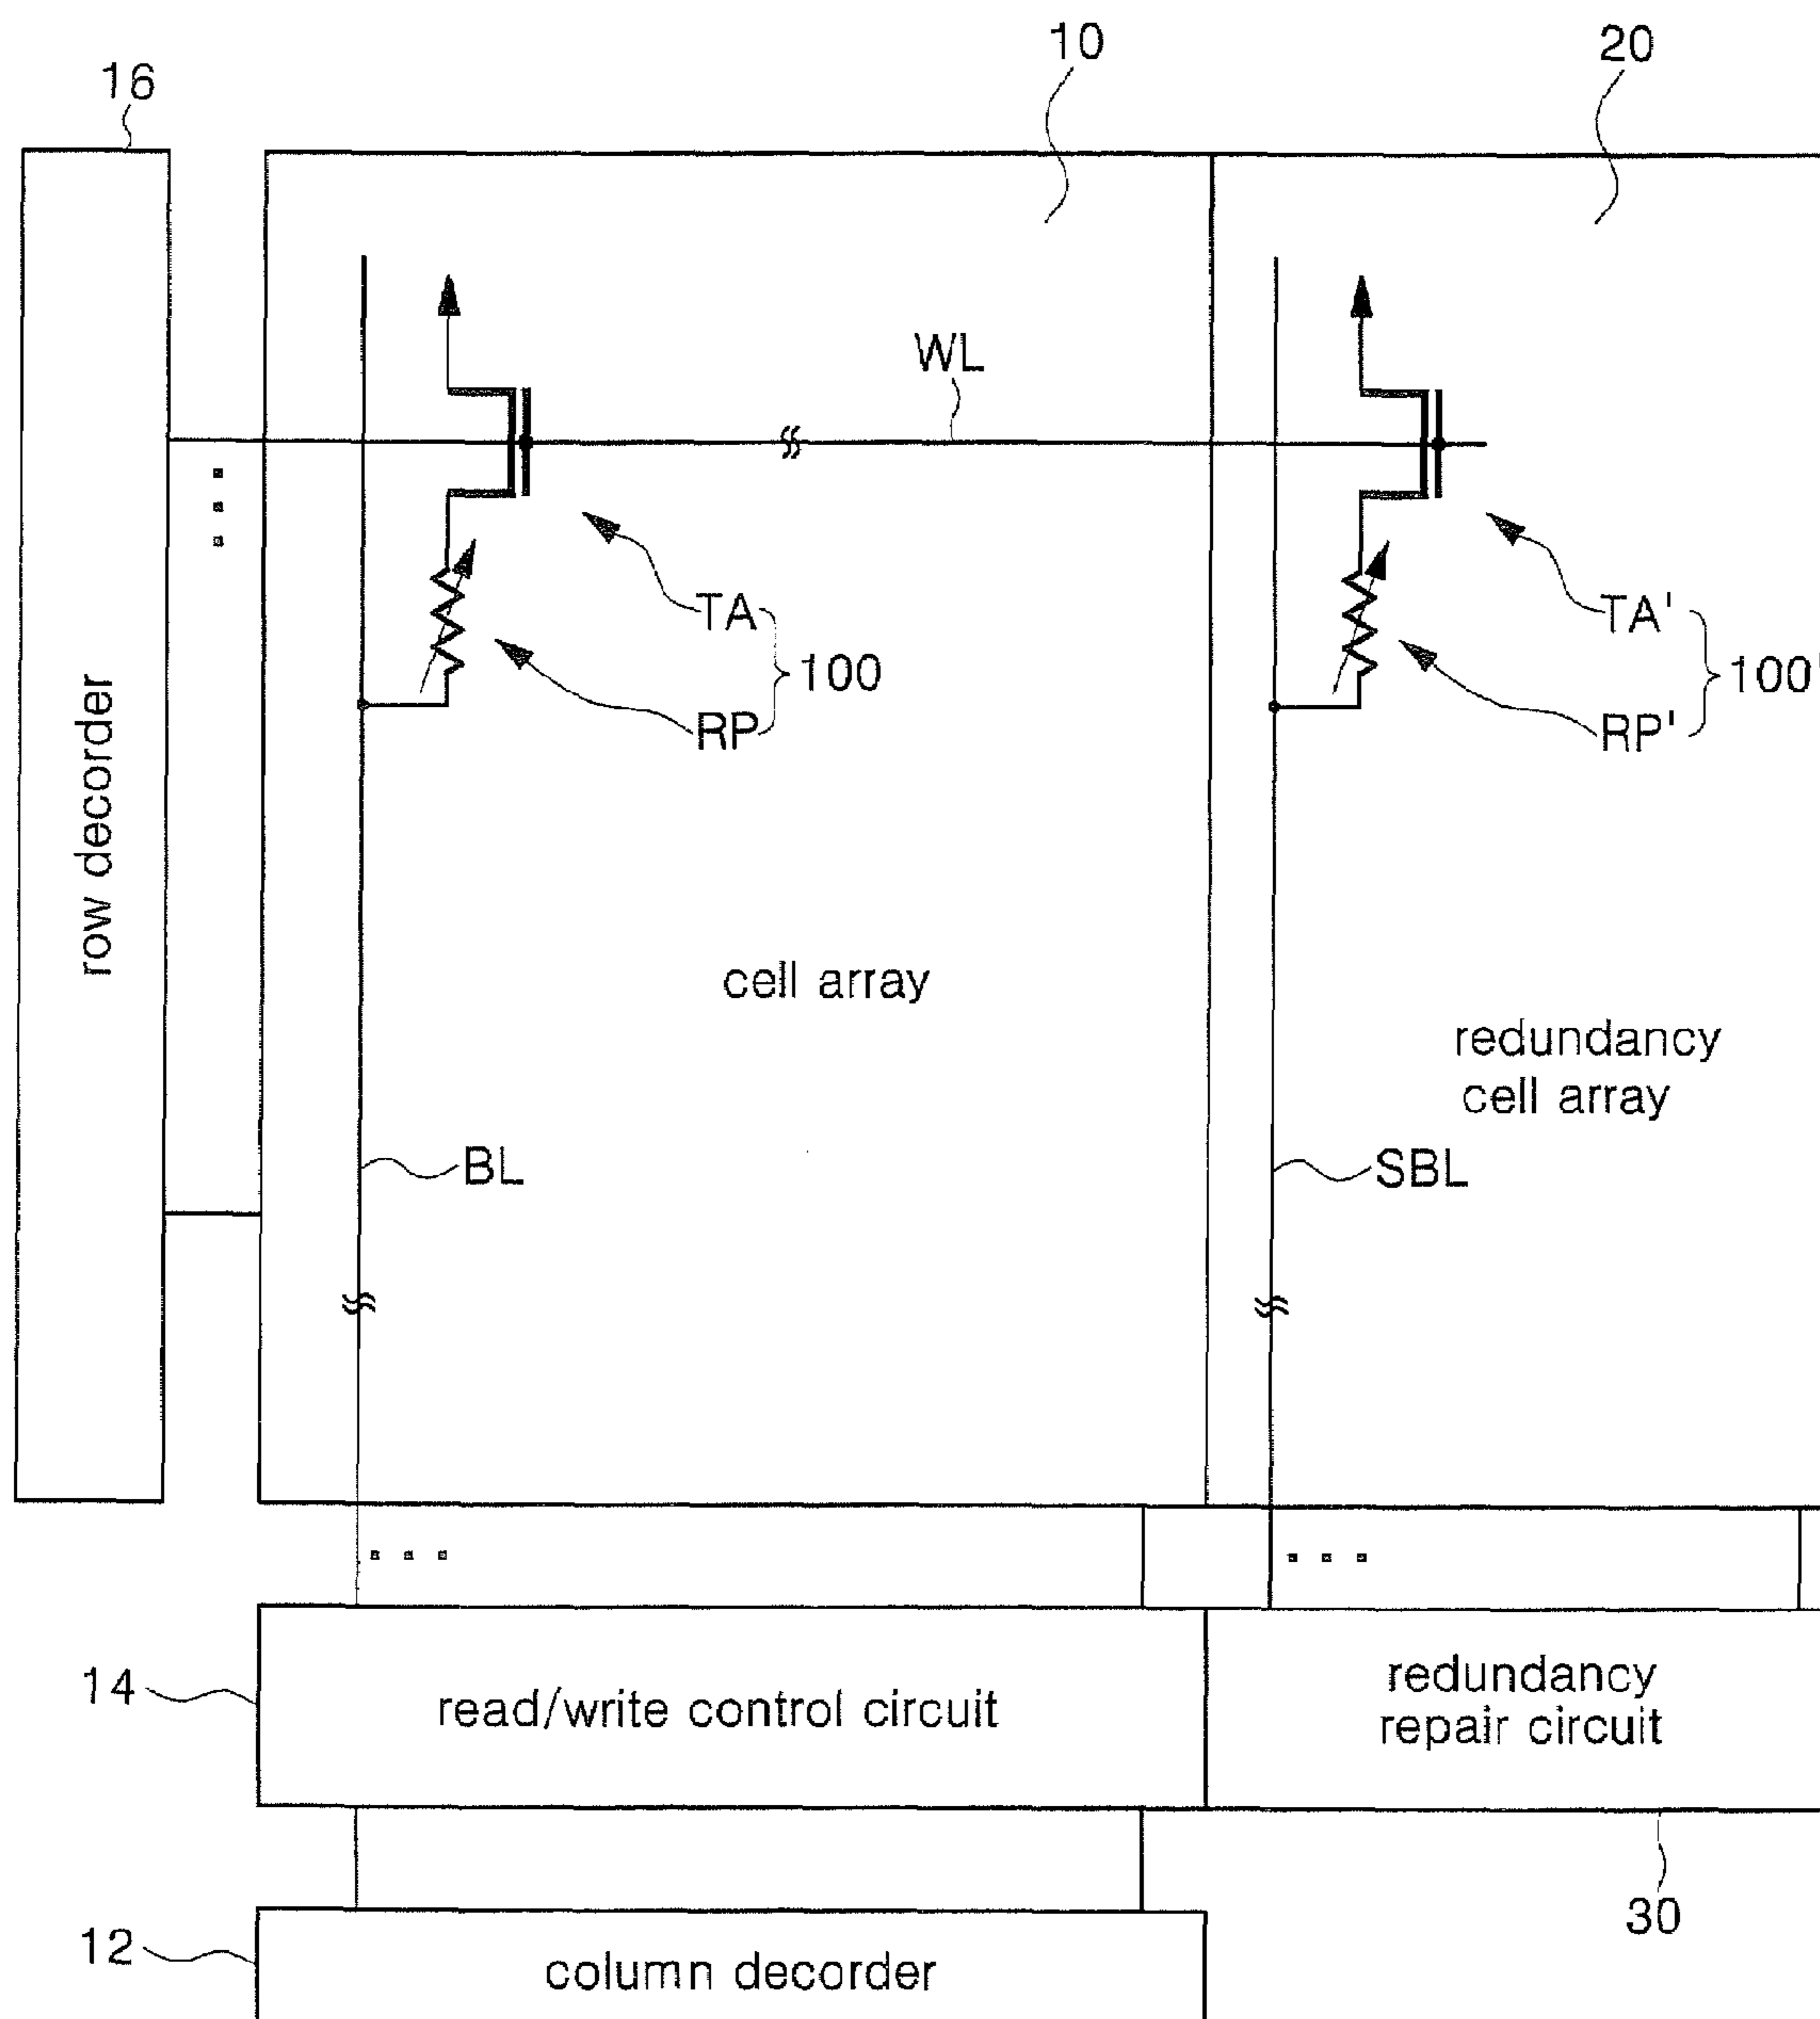 10
20
16
WL
TA
RP
100
TA'
RP'
100'
row decorder
cell array
redundancy
cell array
BL
SBL
14
read/write control circuit
redundancy
repair circuit
30
12
column decorder